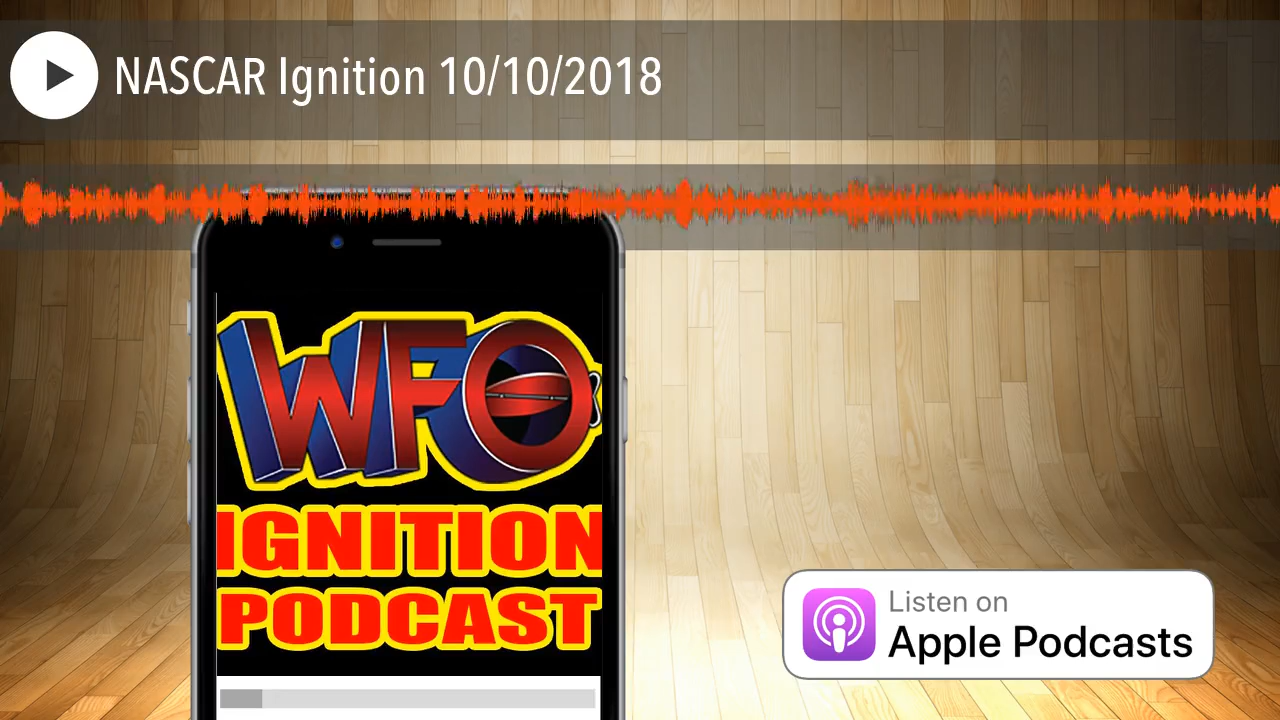 NASCAR Ignition 10/10/2018
WFO
IGNITION
PODCAST
Listen on
Apple Podcasts